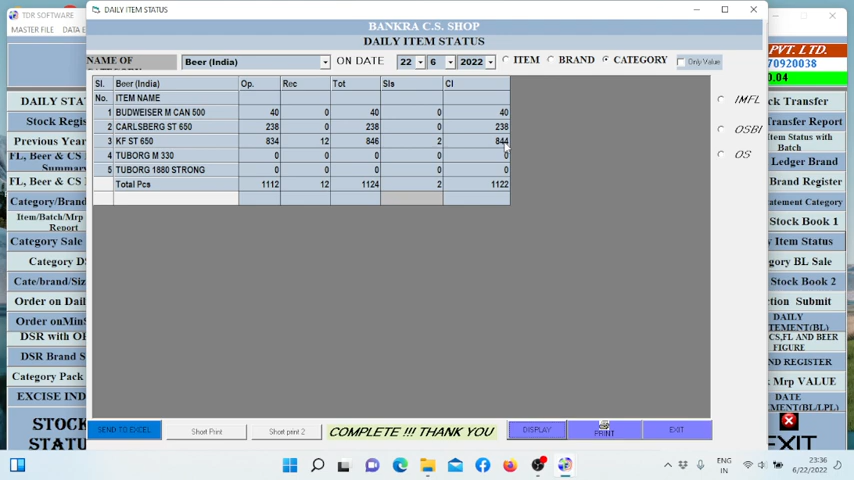 TDR SOFTWARE
DAILY ITEM STATUS
MASTER FILE DATA E
BANKRA C.S. SHOP
DAILY ITEM STATUS
PVT. LTD.
NAME OF
Beer (India)
ON DATE
22 6 2022
ITEM BRAND CATEGORY
Only Value
0920038
0.04
Sl. Beer (India) Op. Rec Tot Sls Cl
No. ITEM NAME
1 BUDWEISER M CAN 500 40 0 40 0 40
2 CARLSBERG ST 650 238 0 238 0 238
3 KF ST 650 834 12 846 2 844
4 TUBORG M 330 0 0 0 0 0
5 TUBORG 1880 STRONG 0 0 0 0 0
Total Pcs 1112 12 1124 2 1122
IMFL
OSBI
OS
DAILY STA
Stock Regis
Previous Year
FL, Beer & CS
Summary
FL, Beer & CS I
Category/Brand
Item/Batch/Mrp
Report
Category Sale
Category DS
Cate/brand/Siz
Order on Dail
Order onMinS
DSR with OP
DSR Brand S
Category Pack
EXCISE IND
STOCK
STATUS
k Transfer
Transfer Report
Item Status with
Batch
Ledger Brand
Brand Register
atement Category
Stock Book 1
y Item Status
gory BL Sale
Stock Book 2
ction Submit
DAILY
TEMENT(BL)
CS,FL AND BEER
FIGURE
ND REGISTER
k Mrp VALUE
DATE
EMENT(BL/LPL)
EXIT
SEND TO EXCEL
Short Print
Short print 2
COMPLETE !!! THANK YOU
DISPLAY
PRINT
EXIT
ENG
IN
23:36
6/22/2022